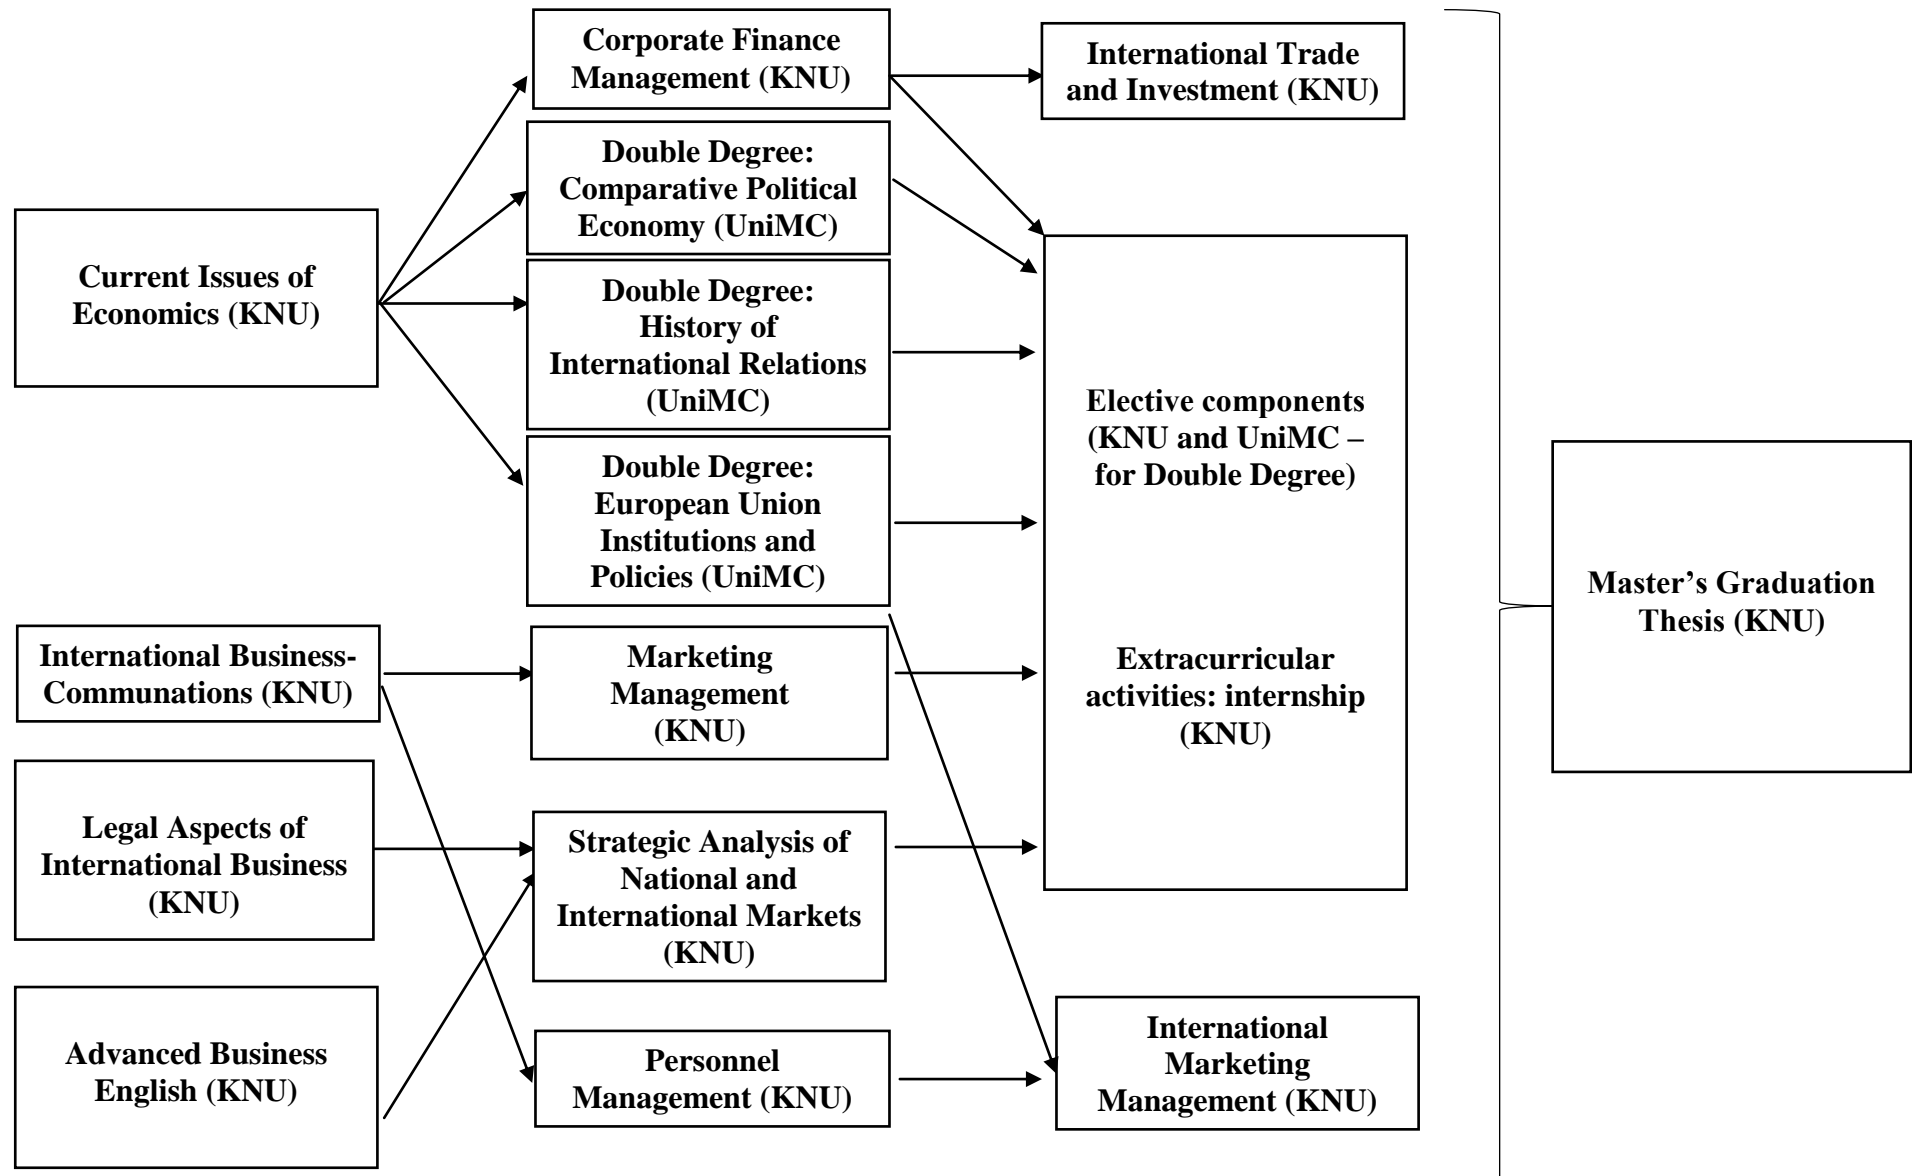 Corporate Finance
Management (KNU)
International Trade
and Investment (KNU)
Double Degree:
Comparative Political
Economy (UniMC)
Current Issues of
Economics (KNU)
Double Degree:
History of
International Relations
(UniMC)
Elective components
(KNU and UniMC –
for Double Degree)
Double Degree:
European Union
Institutions and
Policies (UniMC)
Master’s Graduation
Thesis (KNU)
International Business-
Communations (KNU)
Marketing
Management
(KNU)
Extracurricular
activities: internship
(KNU)
Legal Aspects of
International Business
(KNU)
Strategic Analysis of
National and
International Markets
(KNU)
Advanced Business
English (KNU)
Personnel
Management (KNU)
International
Marketing
Management (KNU)